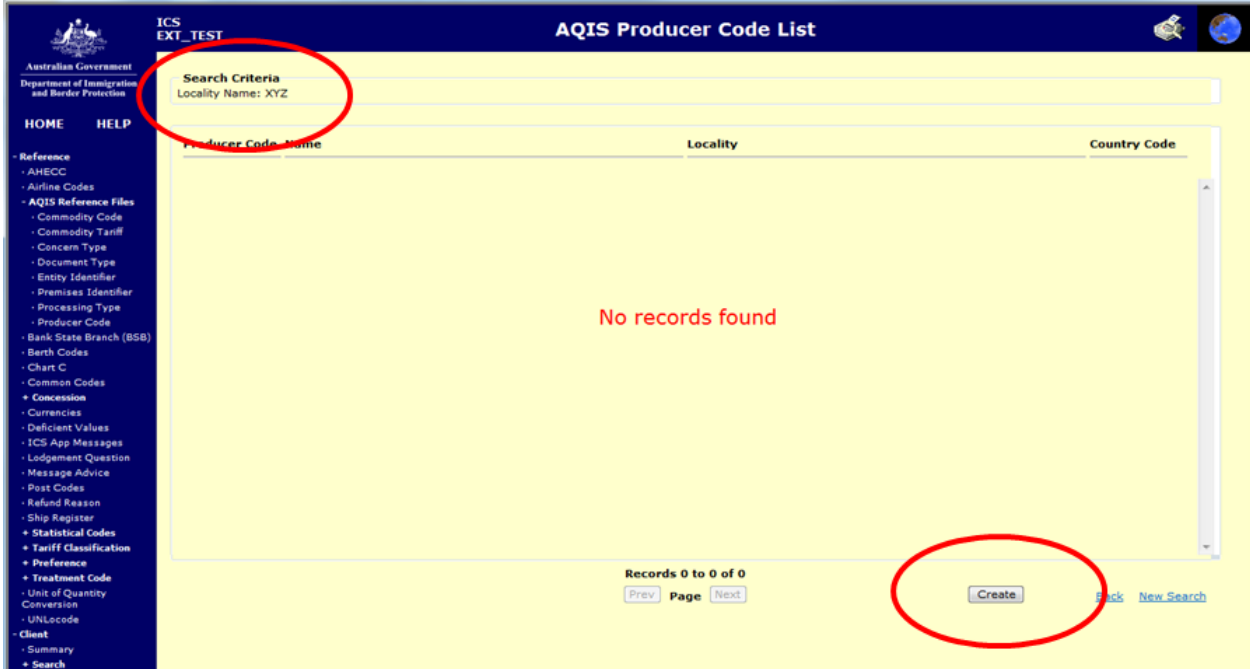 ICS
EXT_TEST
AQIS Producer Code List
Australian Government
Department of Immigration
and Border Protection
HOME HELP
- Reference
· AHECC
· Airline Codes
- AQIS Reference Files
· Commodity Code
· Commodity Tariff
· Concern Type
· Document Type
· Entity Identifier
· Premises Identifier
· Processing Type
· Producer Code
· Bank State Branch (BSB)
· Berth Codes
· Chart C
· Common Codes
+ Concession
· Currencies
· Deficient Values
· ICS App Messages
· Lodgement Question
· Message Advice
· Post Codes
· Refund Reason
· Ship Register
+ Statistical Codes
+ Tariff Classification
+ Preference
+ Treatment Code
· Unit of Quantity
Conversion
· UNLocode
- Client
· Summary
+ Search
Search Criteria
Locality Name: XYZ
Producer Code Name Locality Country Code
No records found
Records 0 to 0 of 0
Prev Page Next Create Back New Search